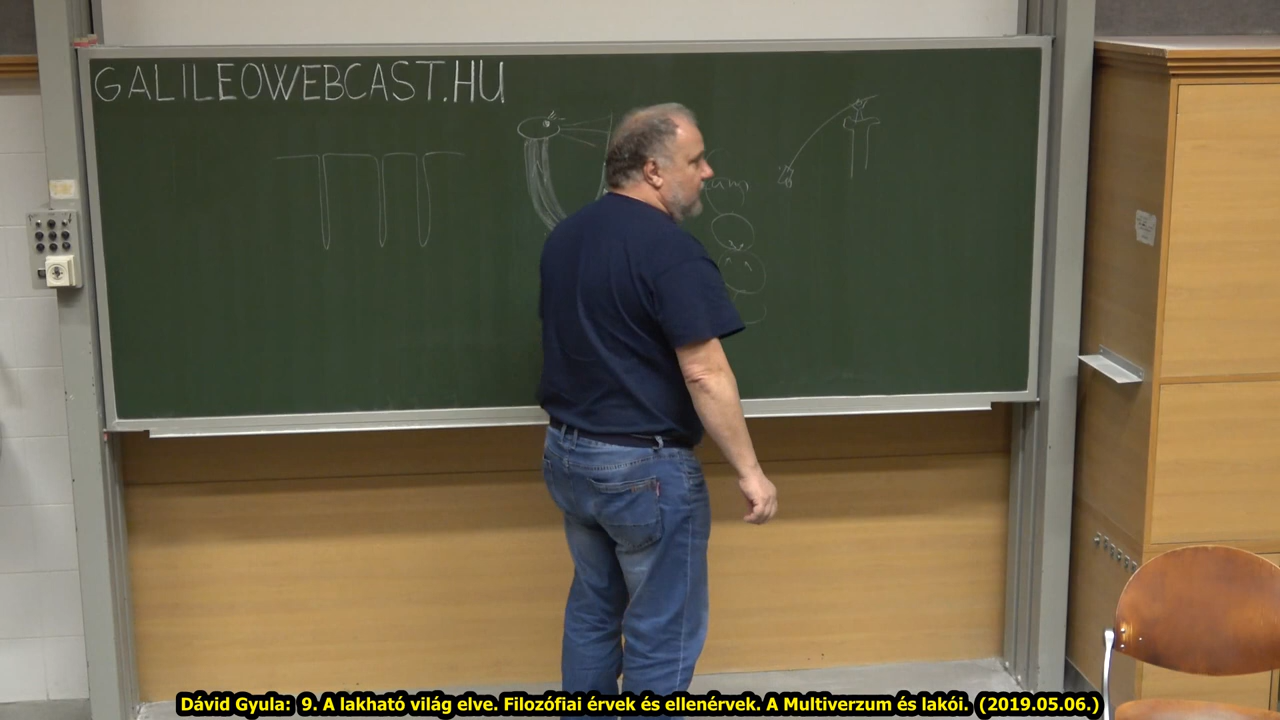 GALILEOWEBCAST.HU
Dávid Gyula: 9. A lakható világ elve. Filozófiai érvek és ellenérvek. A Multiverzum és lakói. (2019.05.06.)